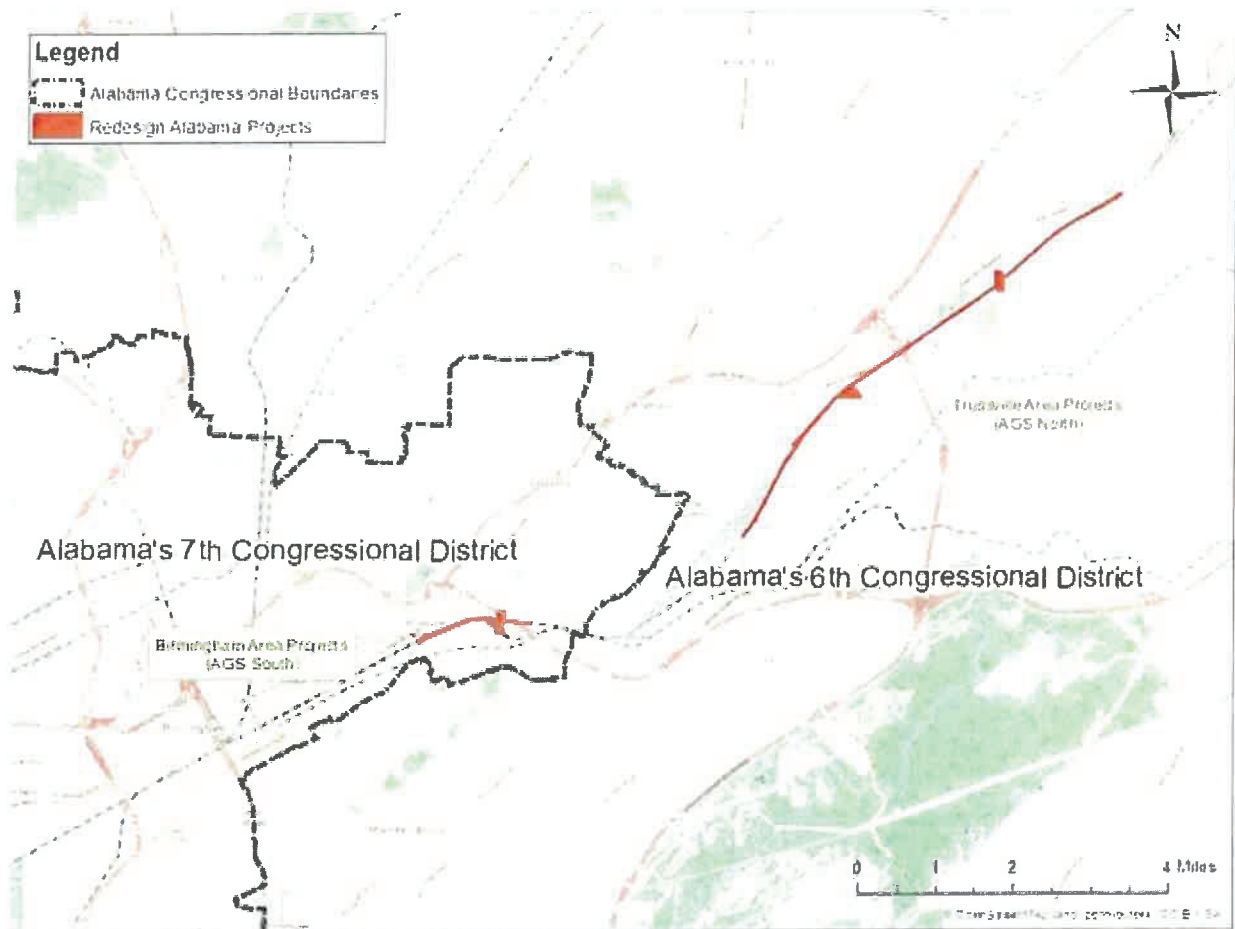 Legend
Alabama Congressional Boundaries
Redesign Alabama Projects
N
Trussville Area Projects
(AGS North)
Alabama's 7th Congressional District
Alabama's 6th Congressional District
Birmingham Area Projects
(AGS South)
0 1 2 4 Miles